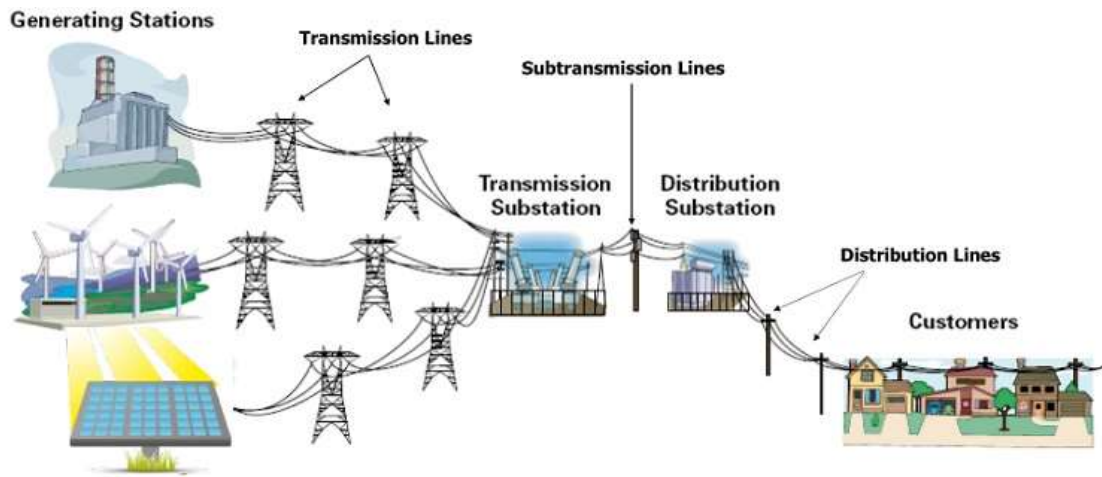 Generating Stations
Transmission Lines
Subtransmission Lines
Transmission
Substation
Distribution
Substation
Distribution Lines
Customers